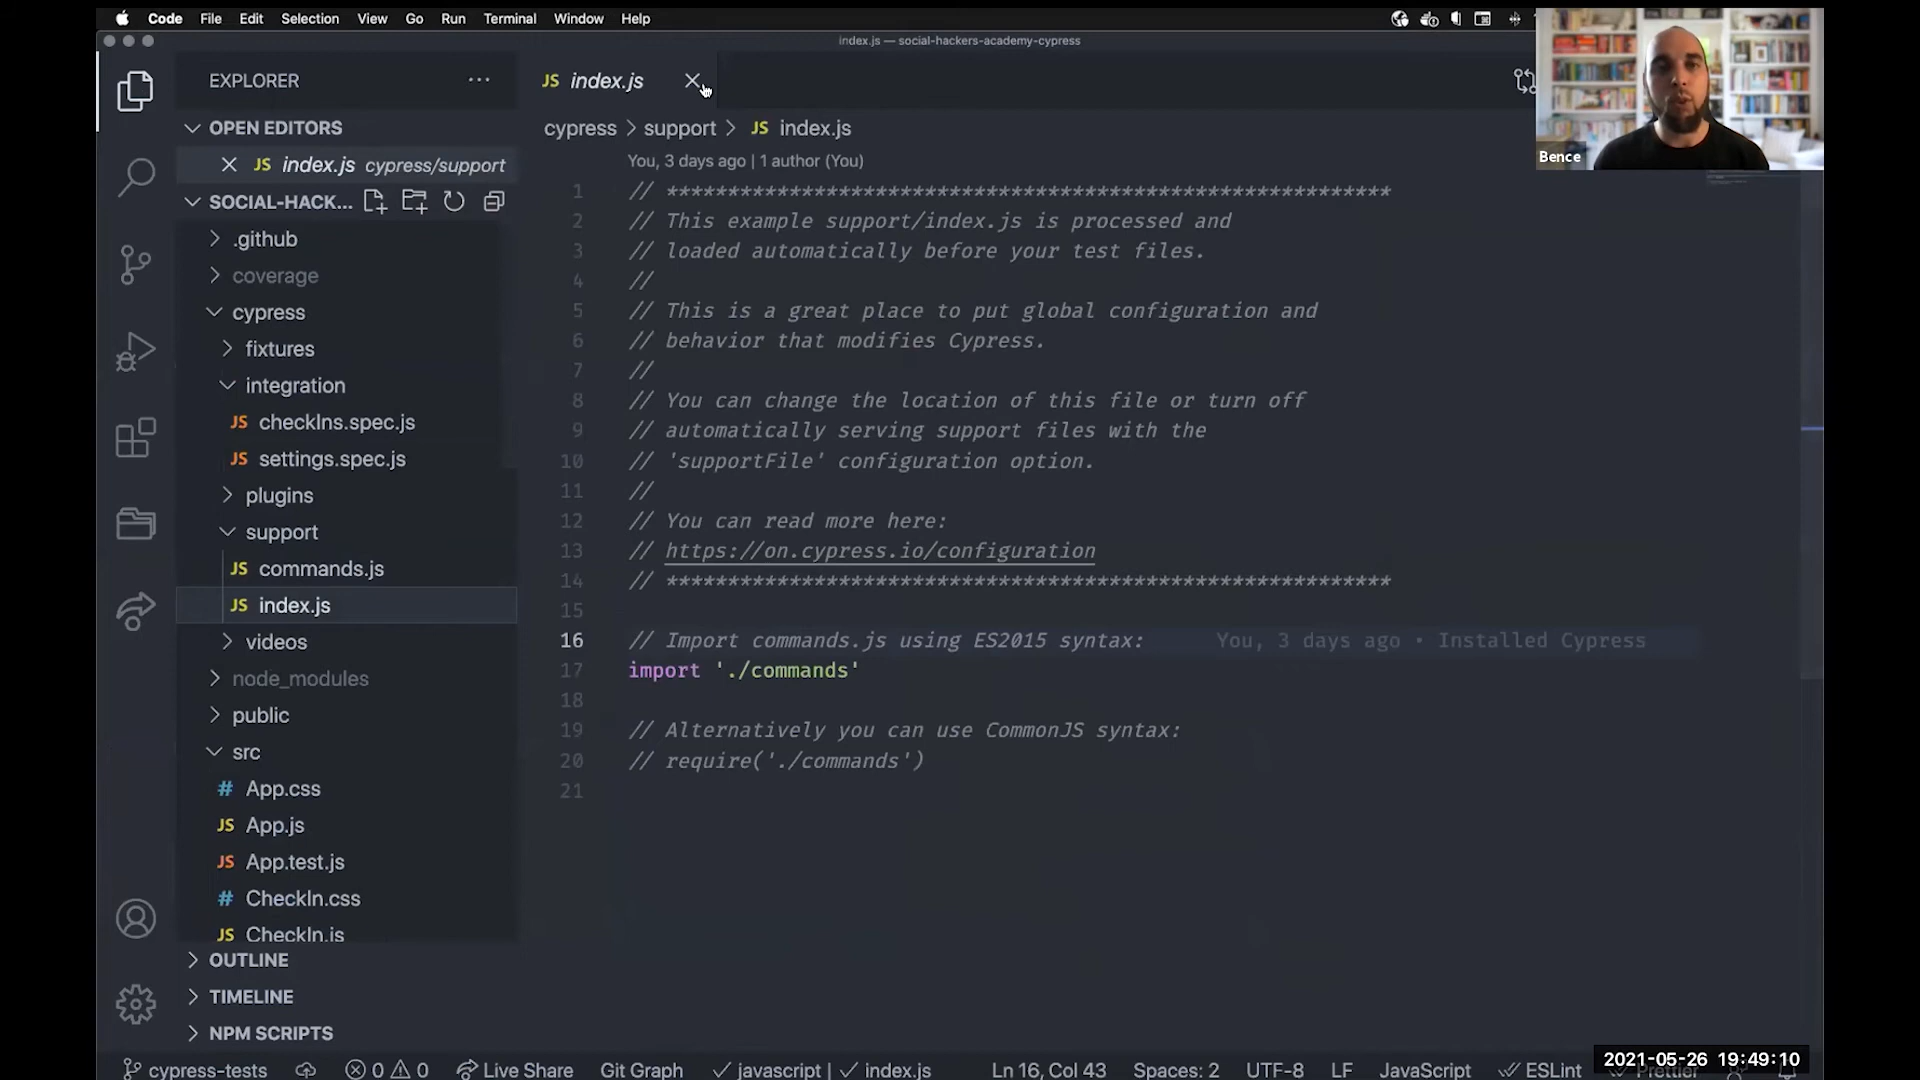 Code File Edit Selection View Go Run Terminal Window Help
index.js — social-hackers-academy-cypress
EXPLORER
OPEN EDITORS
JS index.js cypress/support
SOCIAL-HACK...
.github
coverage
cypress
fixtures
integration
JS checkIns.spec.js
JS settings.spec.js
plugins
support
JS commands.js
JS index.js
videos
node_modules
public
src
# App.css
JS App.js
JS App.test.js
# CheckIn.css
JS CheckIn.js
OUTLINE
TIMELINE
NPM SCRIPTS
JS index.js
cypress > support > JS index.js
You, 3 days ago | 1 author (You)
1 // ***********************************************************
2 // This example support/index.js is processed and
3 // loaded automatically before your test files.
4 //
5 // This is a great place to put global configuration and
6 // behavior that modifies Cypress.
7 //
8 // You can change the location of this file or turn off
9 // automatically serving support files with the
10 // 'supportFile' configuration option.
11 //
12 // You can read more here:
13 // https://on.cypress.io/configuration
14 // ***********************************************************
15
16 // Import commands.js using ES2015 syntax: You, 3 days ago • Installed Cypress
17 import './commands'
18
19 // Alternatively you can use CommonJS syntax:
20 // require('./commands')
21
Bence
cypress-tests 0 0 Live Share Git Graph javascript | index.js Ln 16, Col 43 Spaces: 2 UTF-8 LF JavaScript ESLint Prettier
2021-05-26 19:49:10